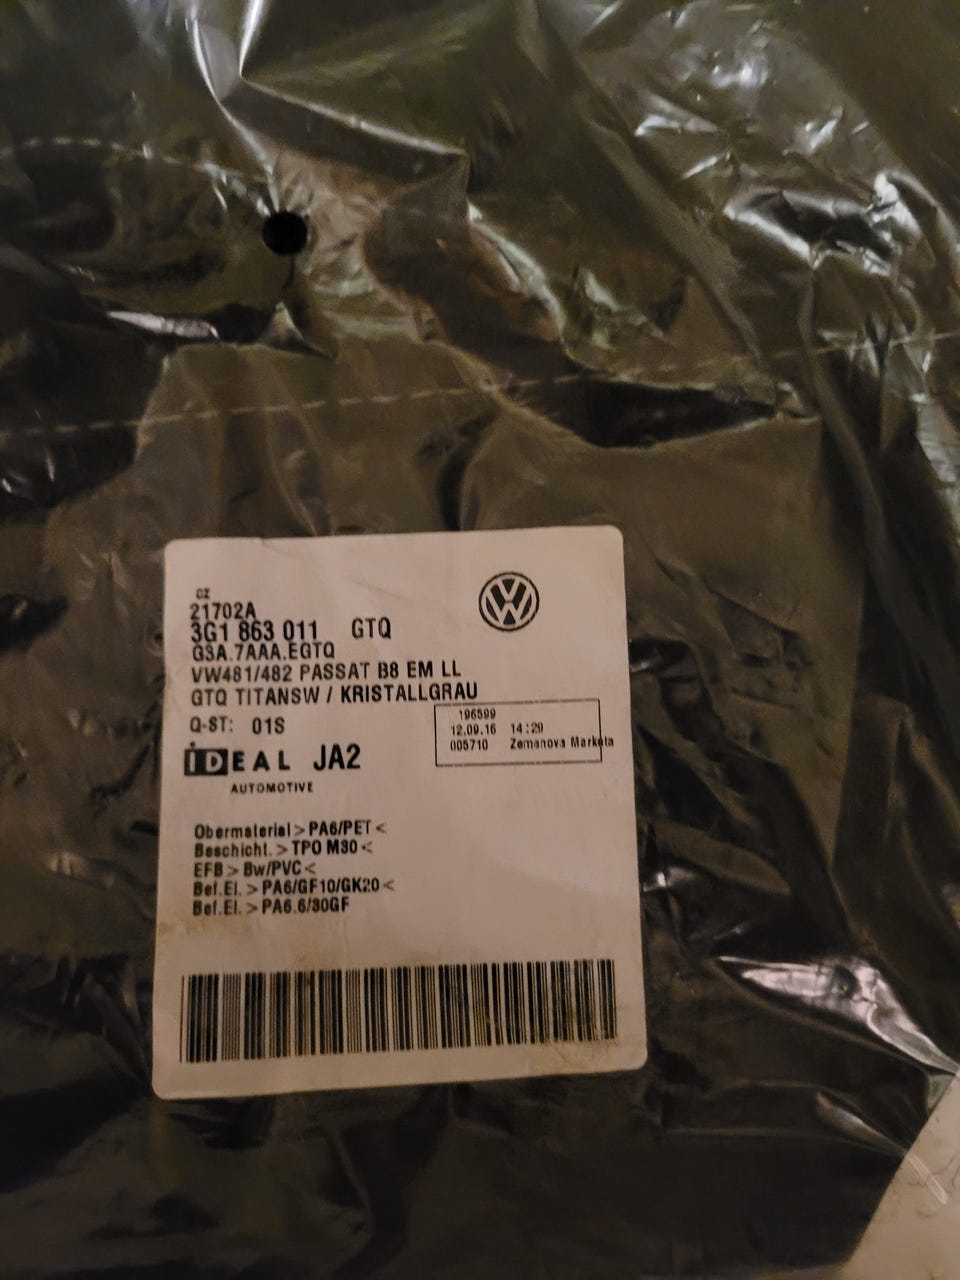 CZ
21702A
3G1 863 011 GTQ
G3A.7AAA.EGTQ
VW481/482 PASSAT B8 EM LL
GTQ TITANSW / KRISTALLGRAU
Q-ST: 01S
196599
12.09.16 14:29
005710 Zemanova Marketa
iDEAL JA2
AUTOMOTIVE
Obermaterial > PA6/PET <
Beschicht. > TPO M30 <
EFB > Bw/PVC <
Bef.El. > PA6/GF10/GK20 <
Bef.El. > PA6.6/30GF